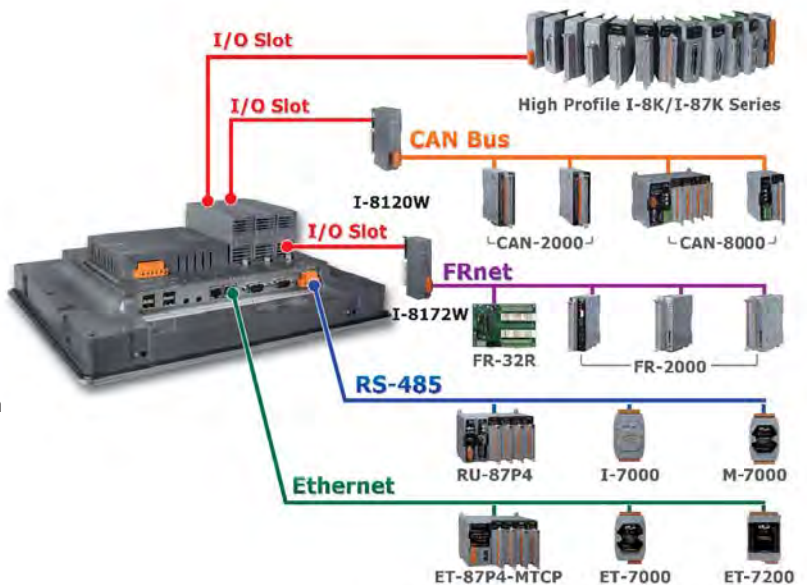 I/O Slot
High Profile I-8K/I-87K Series
I/O Slot
CAN Bus
I-8120W
CAN-2000
CAN-8000
I/O Slot
FRnet
I-8172W
FR-32R
FR-2000
RS-485
RU-87P4
I-7000
M-7000
Ethernet
ET-87P4-MTCP
ET-7000
ET-7200